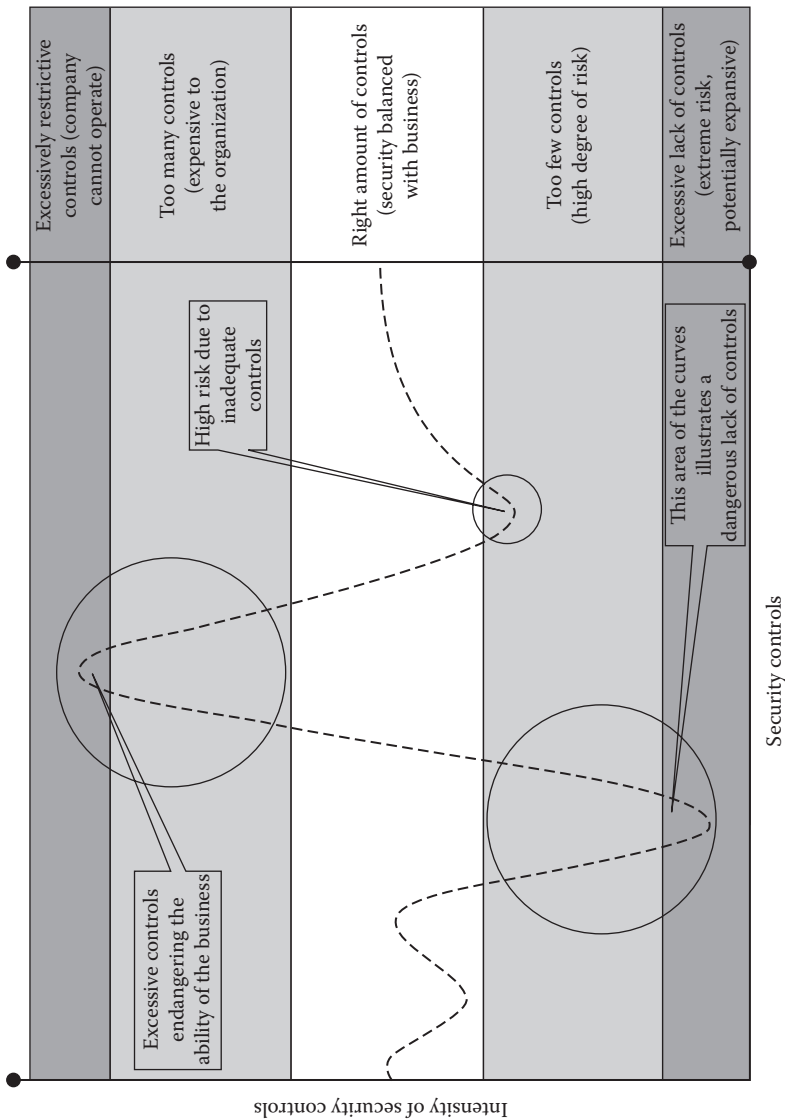 Excessively restrictive
controls (company
cannot operate)
Too many controls
(expensive to
the organization)
Right amount of controls
(security balanced
with business)
Too few controls
(high degree of risk)
Excessive lack of controls
(extreme risk,
potentially expansive)
High risk due to
inadequate
controls
This area of the curves
illustrates a
dangerous lack of controls
Excessive controls
endangering the
ability of the business
Security controls
Intensity of security controls